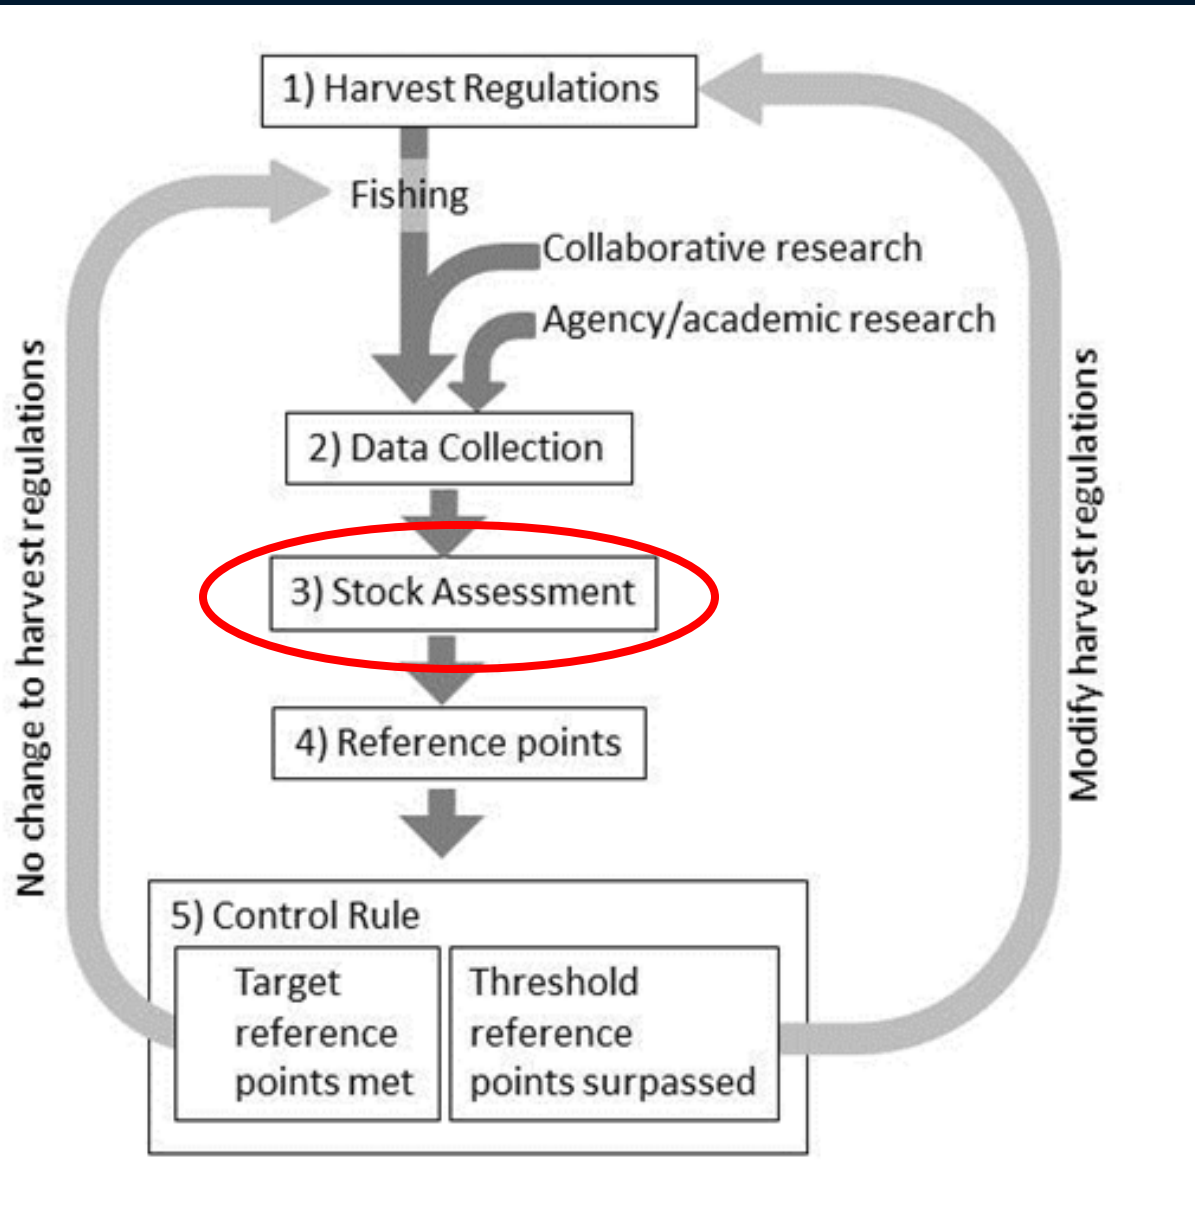 1) Harvest Regulations
Fishing
Collaborative research
Agency/academic research
2) Data Collection
3) Stock Assessment
4) Reference points
5) Control Rule
Target
reference
points met
Threshold
reference
points surpassed
No change to harvest regulations
Modify harvest regulations